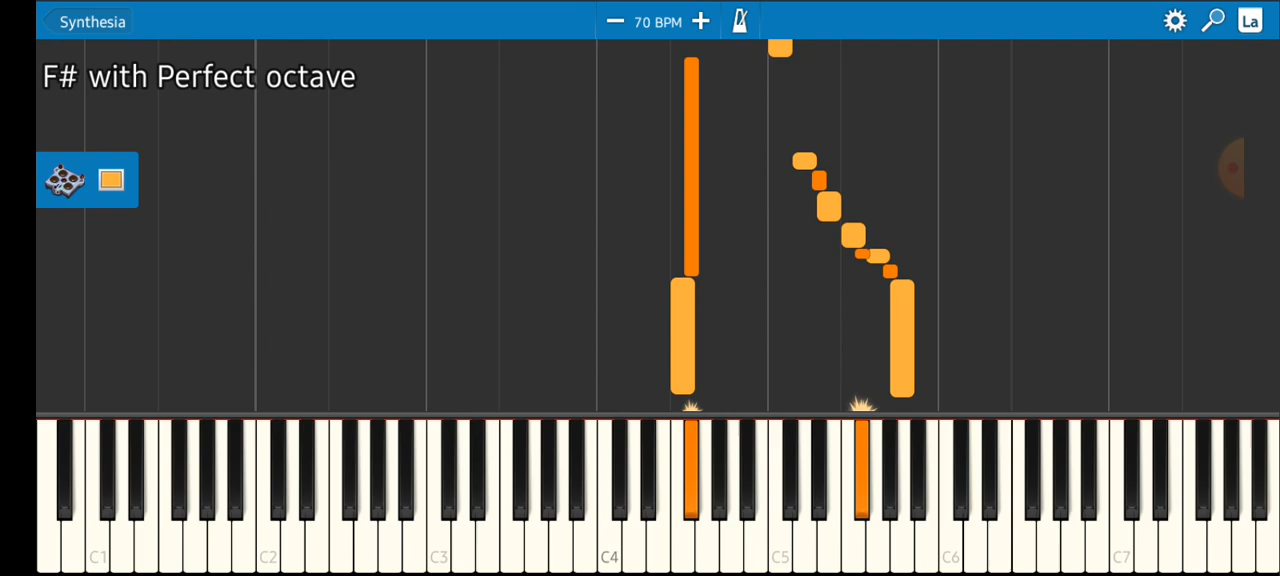 Synthesia
70 BPM
La
F# with Perfect octave
C1 C2 C3 C4 C5 C6 C7